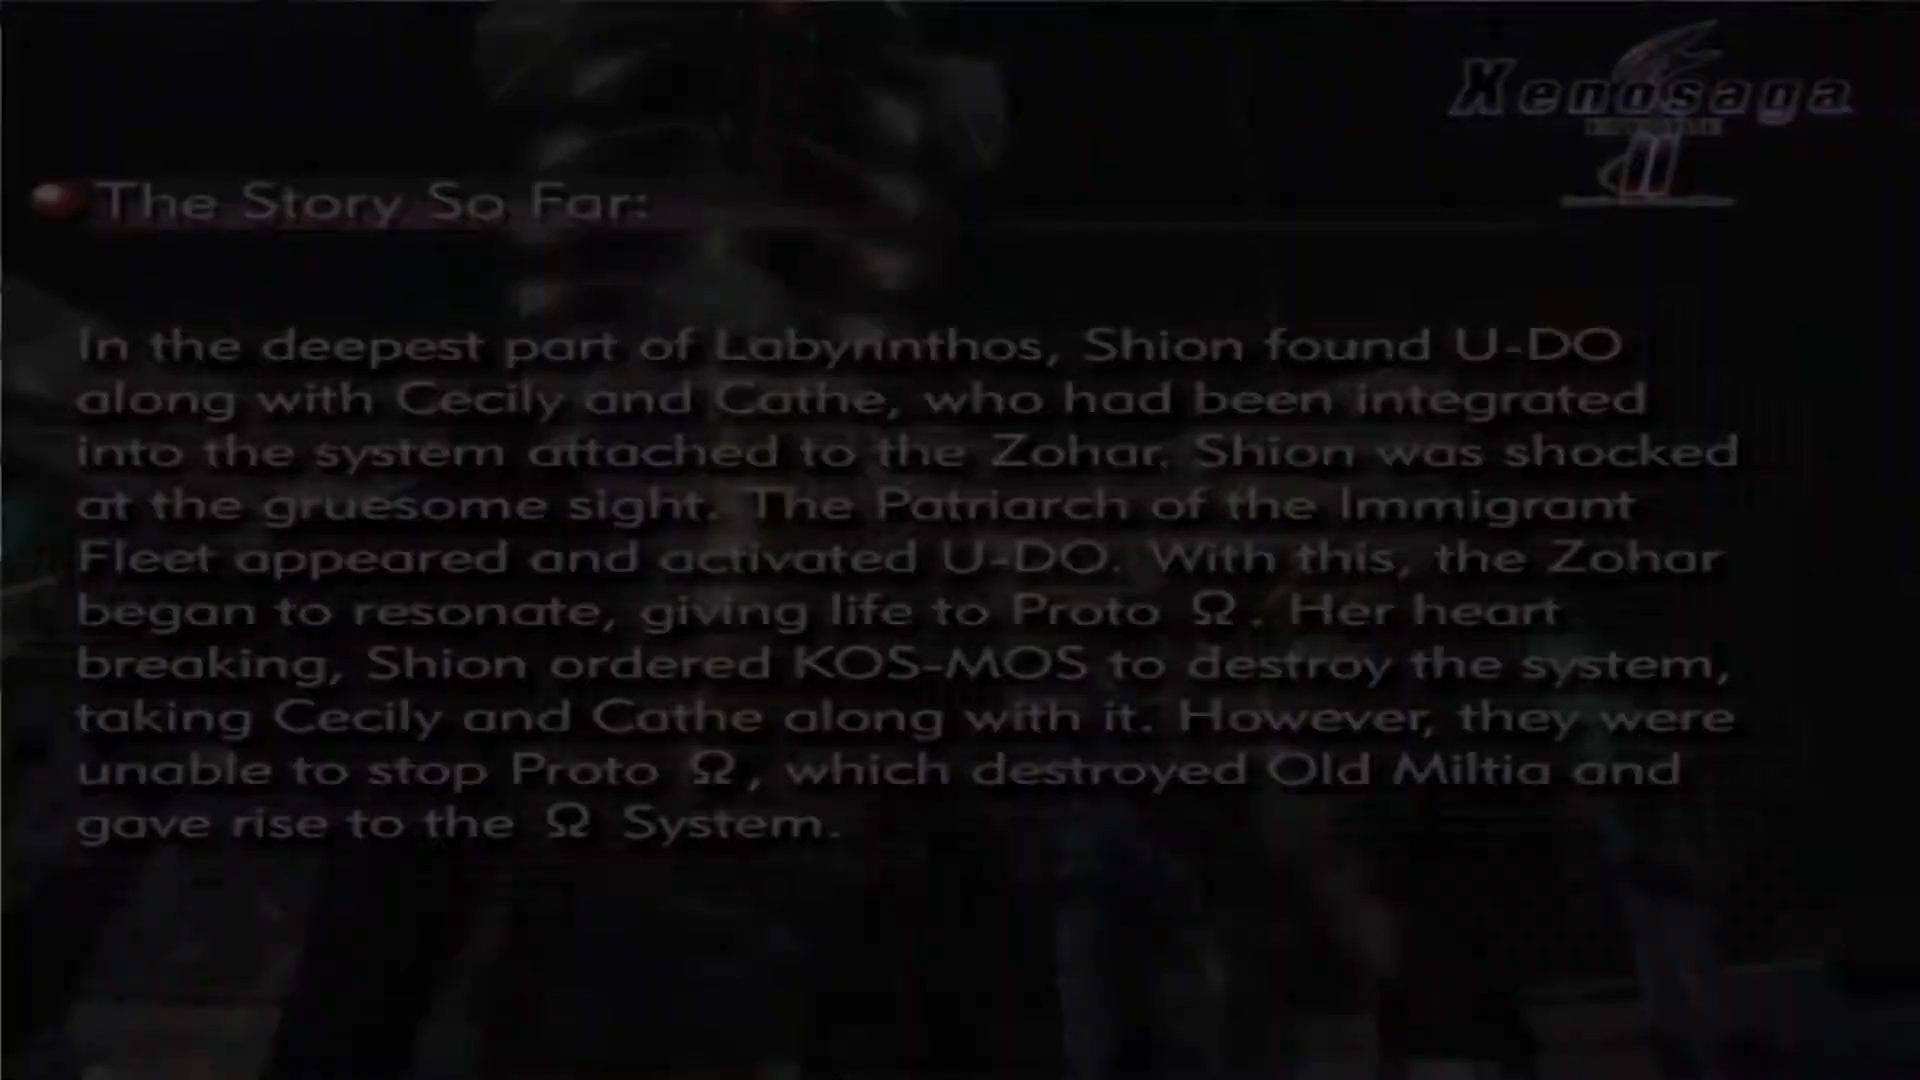 Xenosaga
EPISODE
II
The Story So Far:
In the deepest part of Labyrinthos, Shion found U-DO
along with Cecily and Cathe, who had been integrated
into the system attached to the Zohar. Shion was shocked
at the gruesome sight. The Patriarch of the Immigrant
Fleet appeared and activated U-DO. With this, the Zohar
began to resonate, giving life to Proto Ω. Her heart
breaking, Shion ordered KOS-MOS to destroy the system,
taking Cecily and Cathe along with it. However, they were
unable to stop Proto Ω, which destroyed Old Miltia and
gave rise to the Ω System.